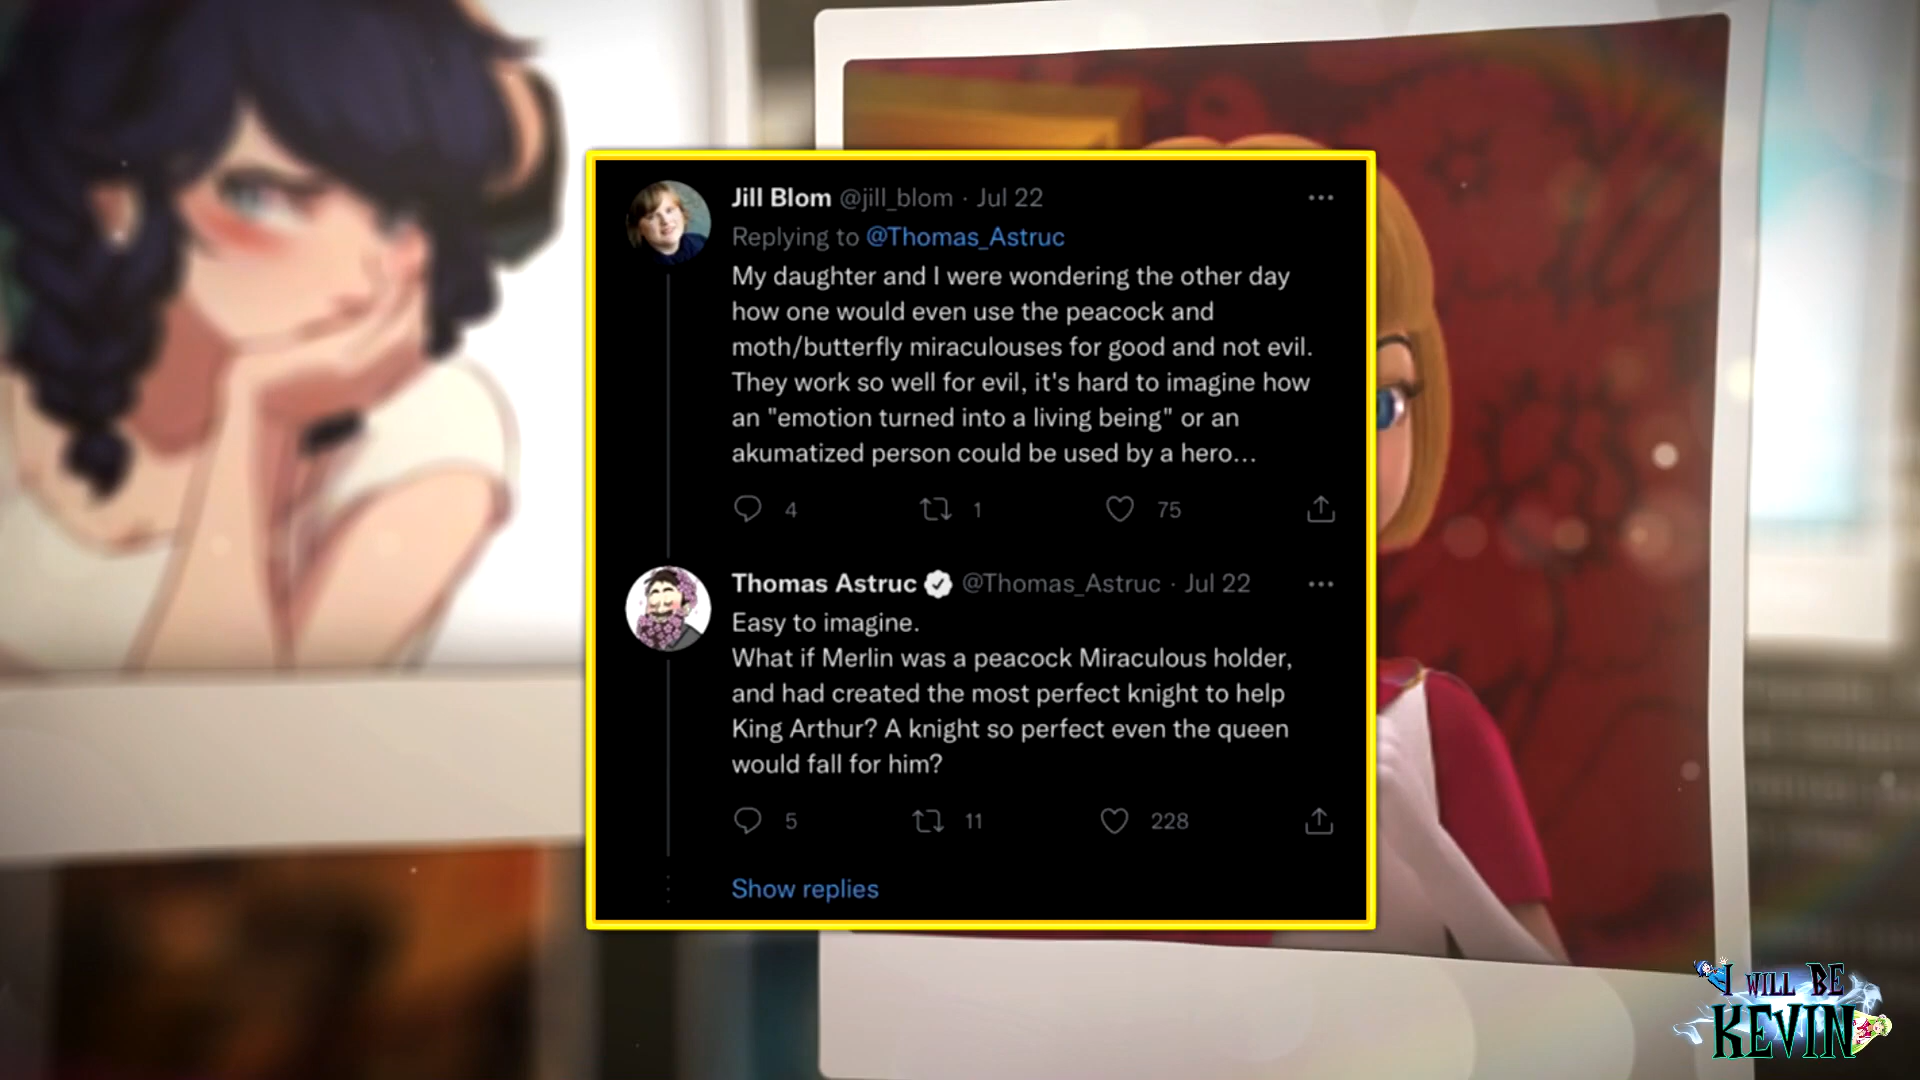 Jill Blom @jill_blom · Jul 22
Replying to @Thomas_Astruc
My daughter and I were wondering the other day
how one would even use the peacock and
moth/butterfly miraculouses for good and not evil.
They work so well for evil, it's hard to imagine how
an "emotion turned into a living being" or an
akumatized person could be used by a hero...
4 1 75
Thomas Astruc @Thomas_Astruc · Jul 22
Easy to imagine.
What if Merlin was a peacock Miraculous holder,
and had created the most perfect knight to help
King Arthur? A knight so perfect even the queen
would fall for him?
5 11 228
Show replies
I WILL BE
KEVIN